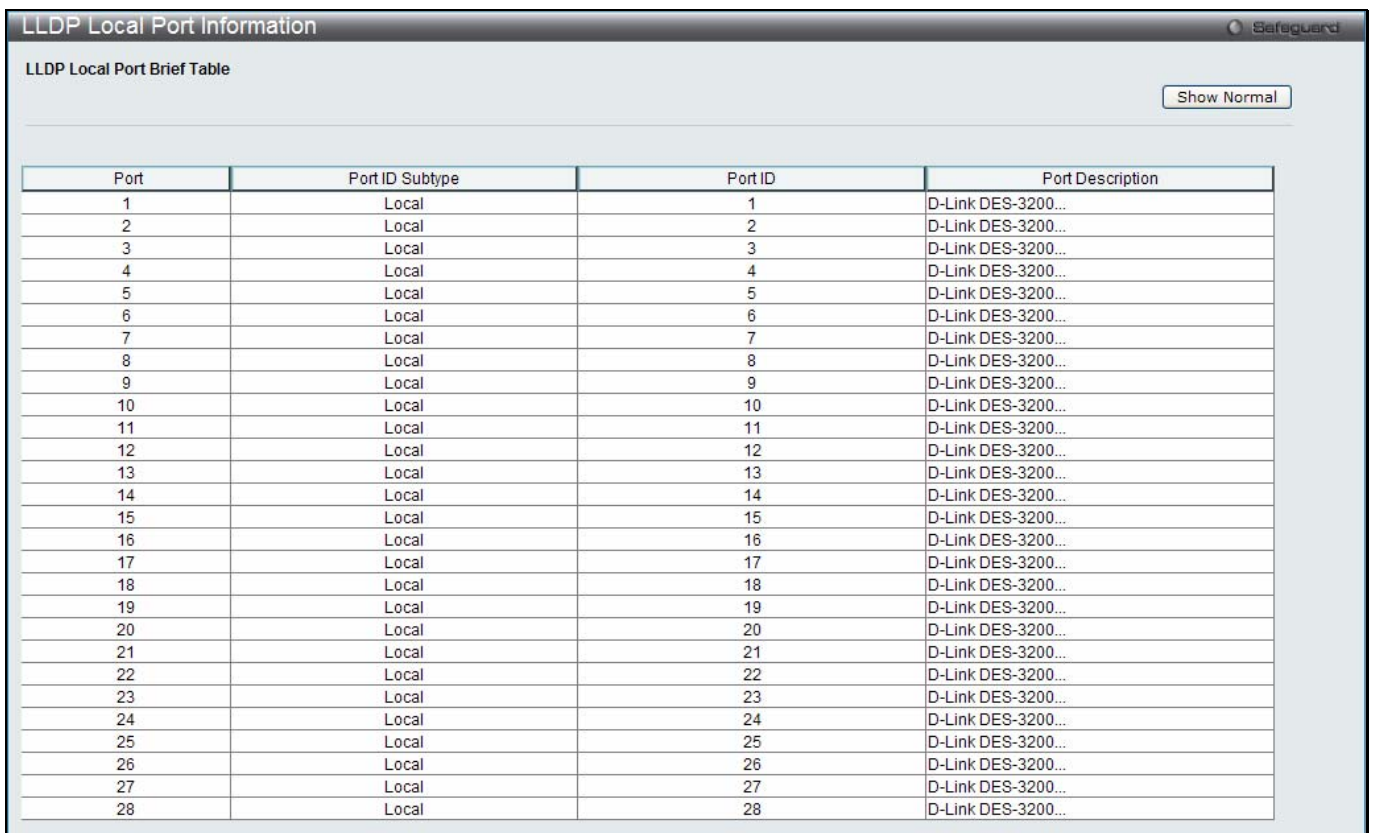 LLDP Local Port Information
Safeguard
LLDP Local Port Brief Table
Show Normal
Port Port ID Subtype Port ID Port Description
1 Local 1 D-Link DES-3200...
2 Local 2 D-Link DES-3200...
3 Local 3 D-Link DES-3200...
4 Local 4 D-Link DES-3200...
5 Local 5 D-Link DES-3200...
6 Local 6 D-Link DES-3200...
7 Local 7 D-Link DES-3200...
8 Local 8 D-Link DES-3200...
9 Local 9 D-Link DES-3200...
10 Local 10 D-Link DES-3200...
11 Local 11 D-Link DES-3200...
12 Local 12 D-Link DES-3200...
13 Local 13 D-Link DES-3200...
14 Local 14 D-Link DES-3200...
15 Local 15 D-Link DES-3200...
16 Local 16 D-Link DES-3200...
17 Local 17 D-Link DES-3200...
18 Local 18 D-Link DES-3200...
19 Local 19 D-Link DES-3200...
20 Local 20 D-Link DES-3200...
21 Local 21 D-Link DES-3200...
22 Local 22 D-Link DES-3200...
23 Local 23 D-Link DES-3200...
24 Local 24 D-Link DES-3200...
25 Local 25 D-Link DES-3200...
26 Local 26 D-Link DES-3200...
27 Local 27 D-Link DES-3200...
28 Local 28 D-Link DES-3200...